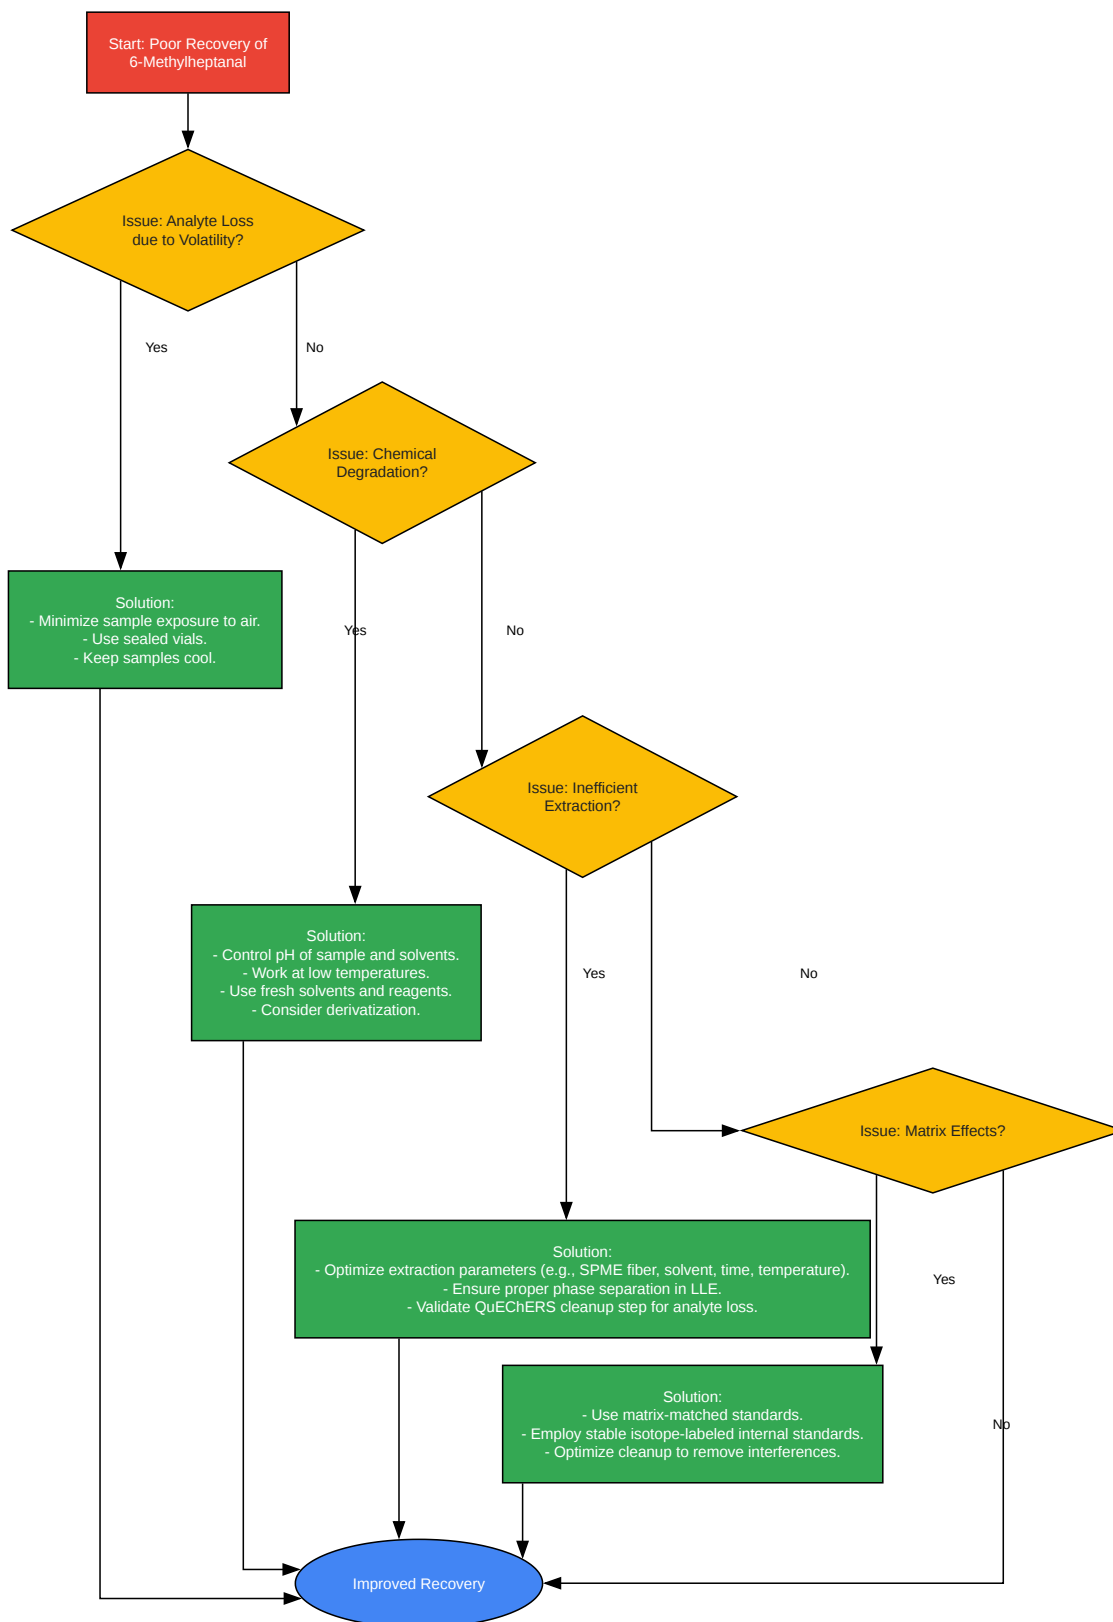 Start: Poor Recovery of
6-Methylheptanal
Issue: Analyte Loss
due to Volatility?
Yes
No
Issue: Chemical
Degradation?
Solution:
- Minimize sample exposure to air.
- Use sealed vials.
- Keep samples cool.
Yes
No
Issue: Inefficient
Extraction?
Solution:
- Control pH of sample and solvents.
- Work at low temperatures.
- Use fresh solvents and reagents.
- Consider derivatization.
Yes
No
Issue: Matrix Effects?
Solution:
- Optimize extraction parameters (e.g., SPME fiber, solvent, time, temperature).
- Ensure proper phase separation in LLE.
- Validate QuEChERS cleanup step for analyte loss.
Yes
Solution:
- Use matrix-matched standards.
- Employ stable isotope-labeled internal standards.
- Optimize cleanup to remove interferences.
No
Improved Recovery